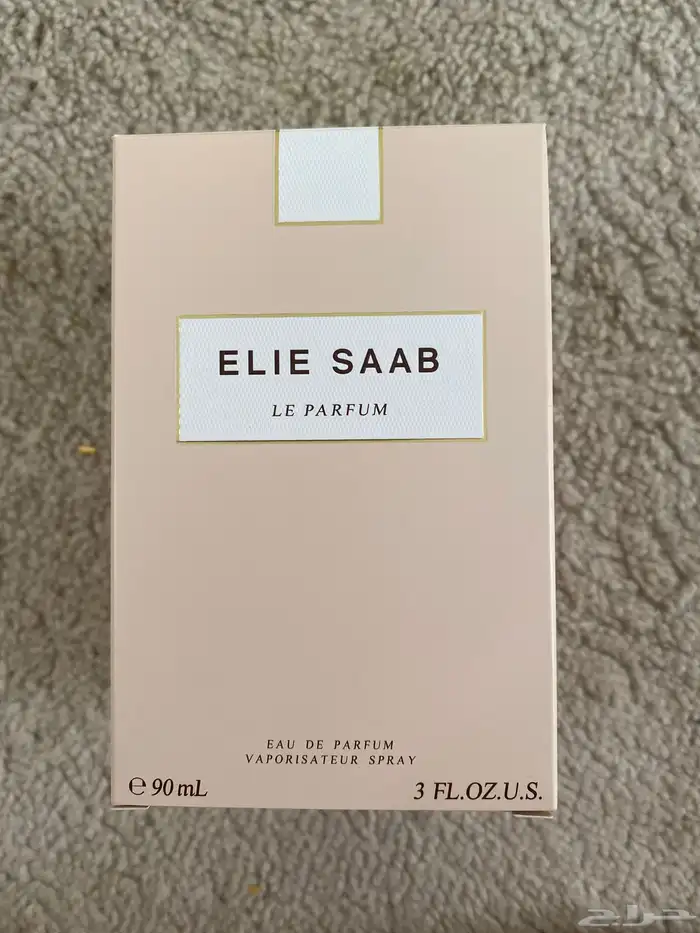 ELIE SAAB
LE PARFUM
EAU DE PARFUM
VAPORISATEUR SPRAY
℮ 90 mL
3 FL.OZ.U.S.
حراج